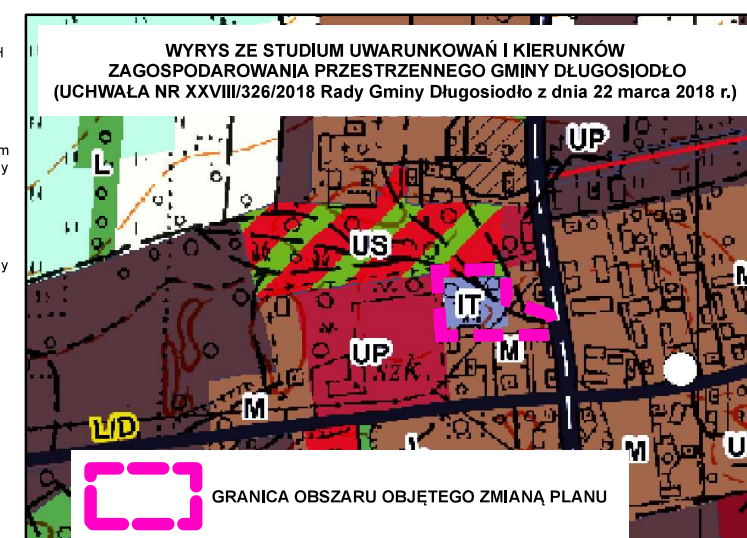 WYRYS ZE STUDIUM UWARUNKOWAŃ I KIERUNKÓW
ZAGOSPODAROWANIA PRZESTRZENNEGO GMINY DŁUGOSIODŁO
(UCHWAŁA NR XXVIII/326/2018 Rady Gminy Długosiodło z dnia 22 marca 2018 r.)
UP
L
US
IT
UP
M
SZK
M
L/D
M
U
GRANICA OBSZARU OBJĘTEGO ZMIANĄ PLANU